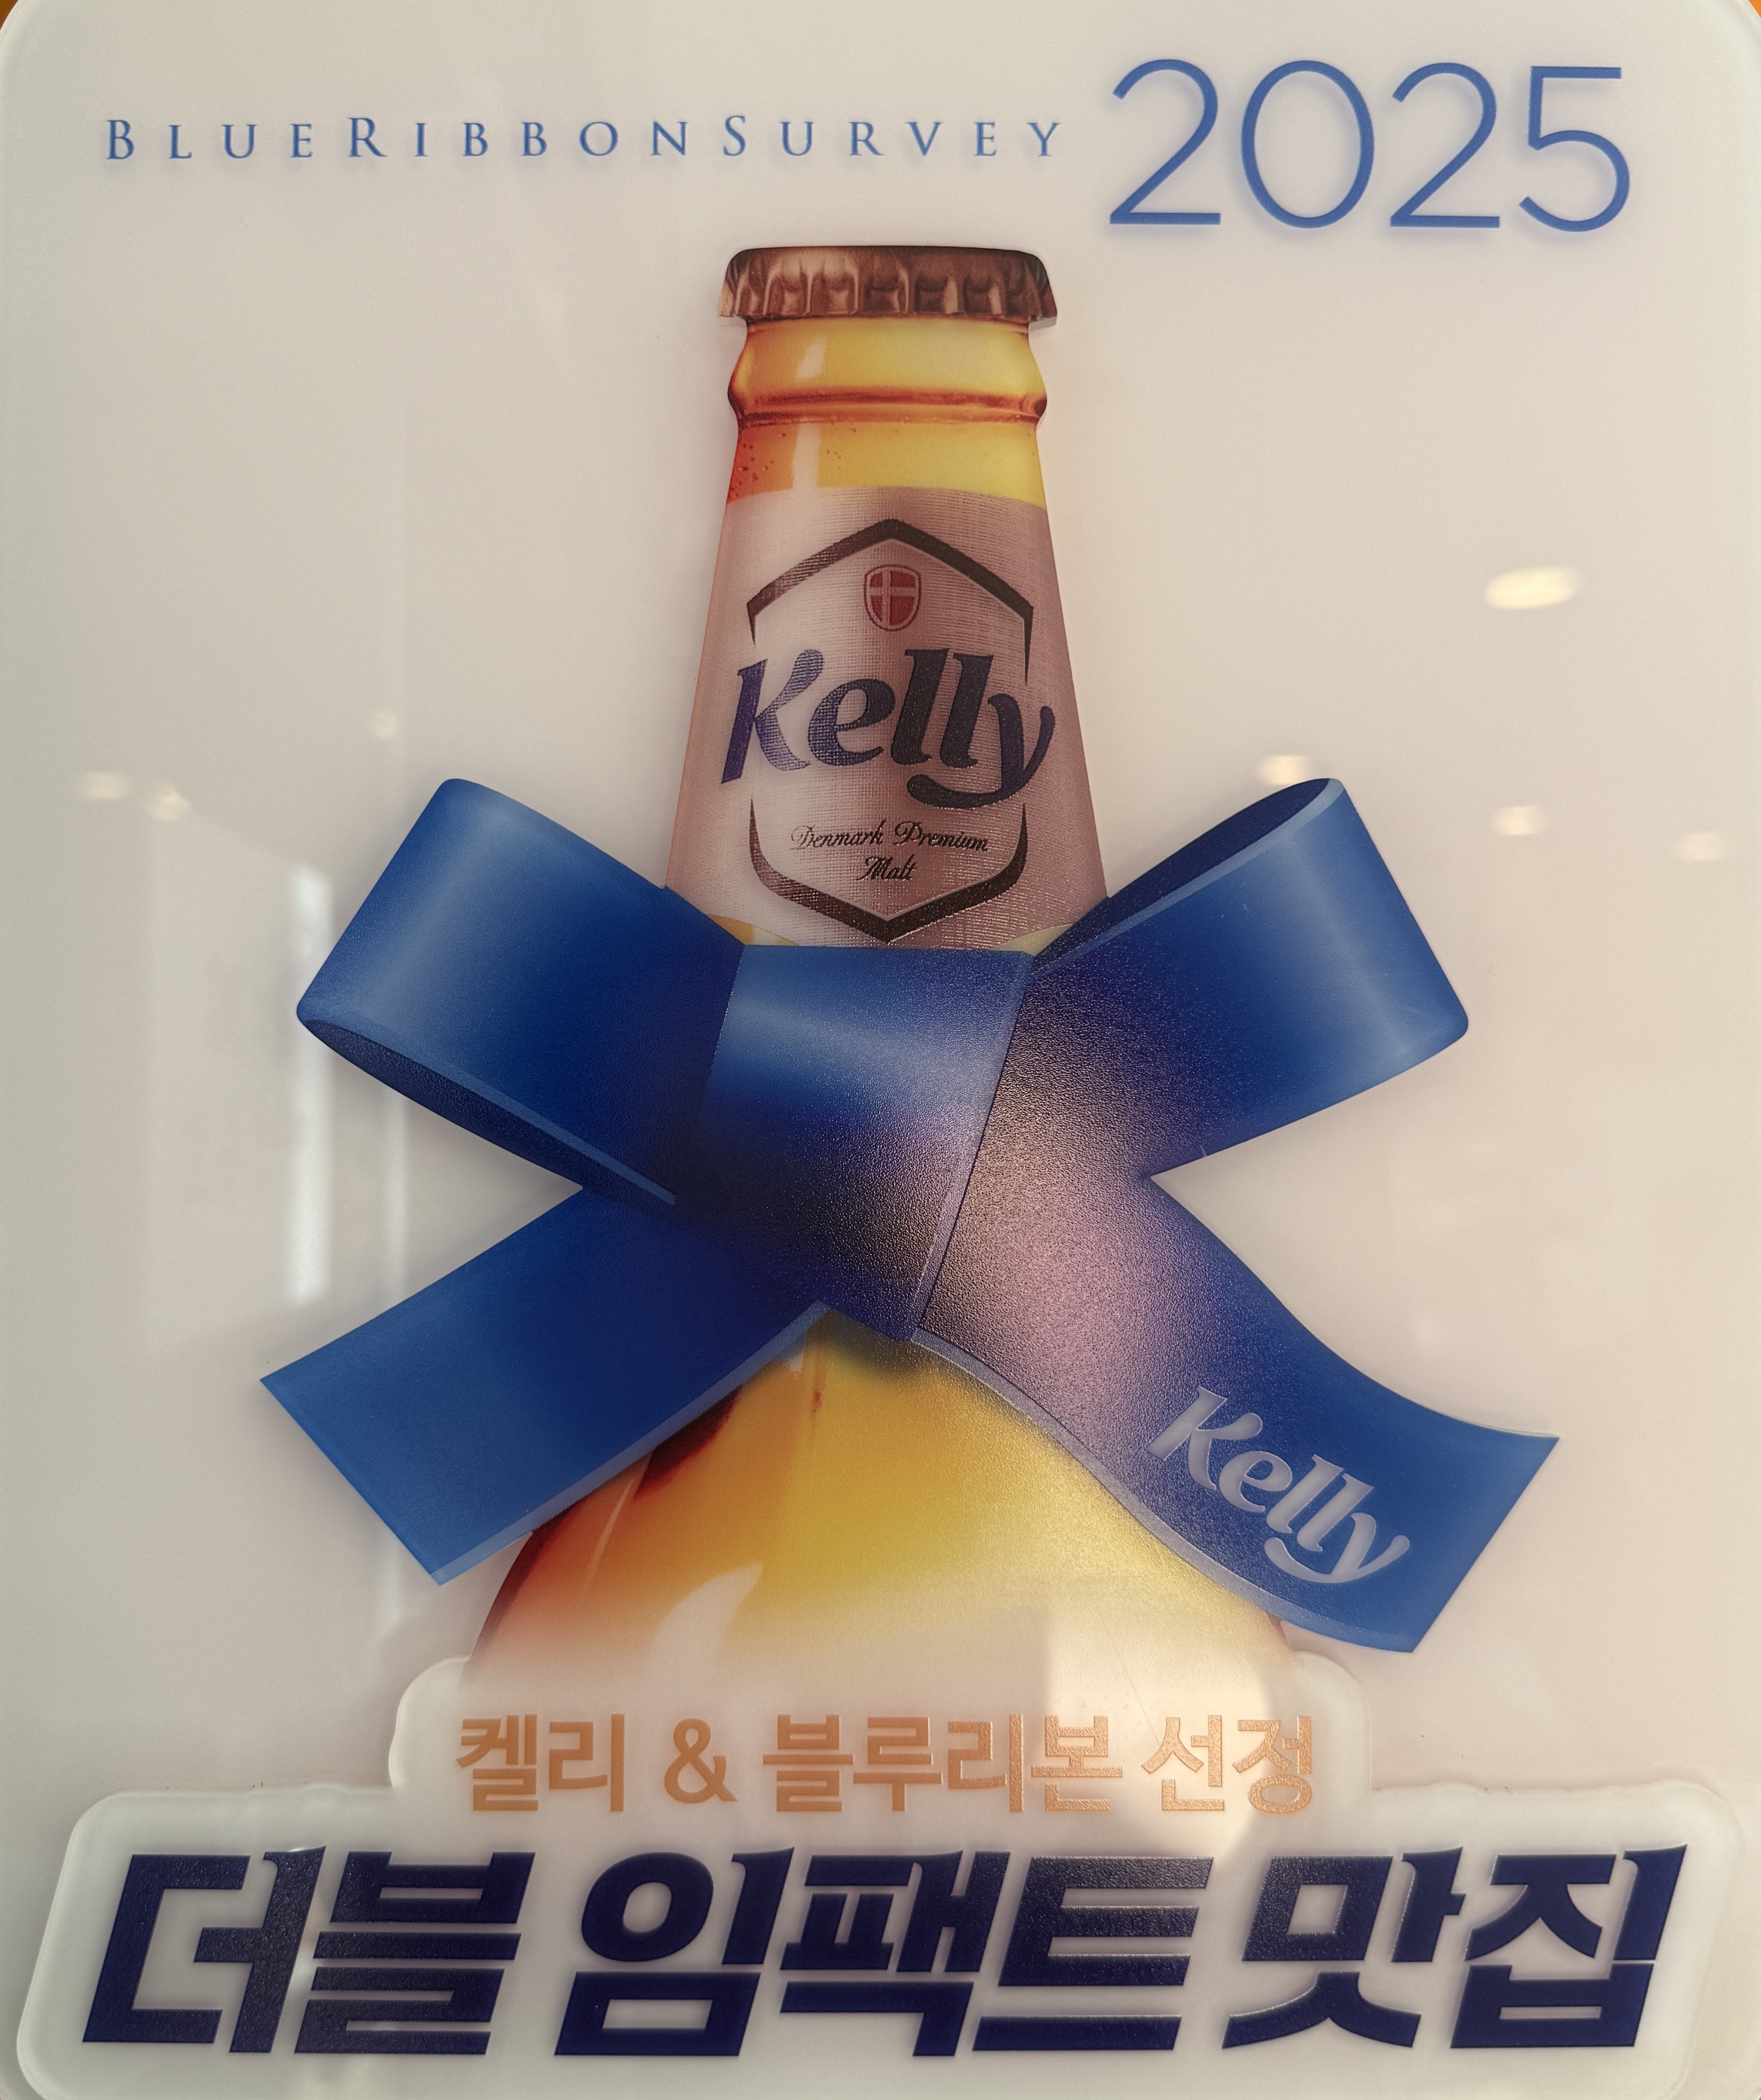 BLUERIBBONSURVEY 2025
Kelly
Denmark Premium
Malt
Kelly
켈리 & 블루리본 선정
더블 임팩트 맛집